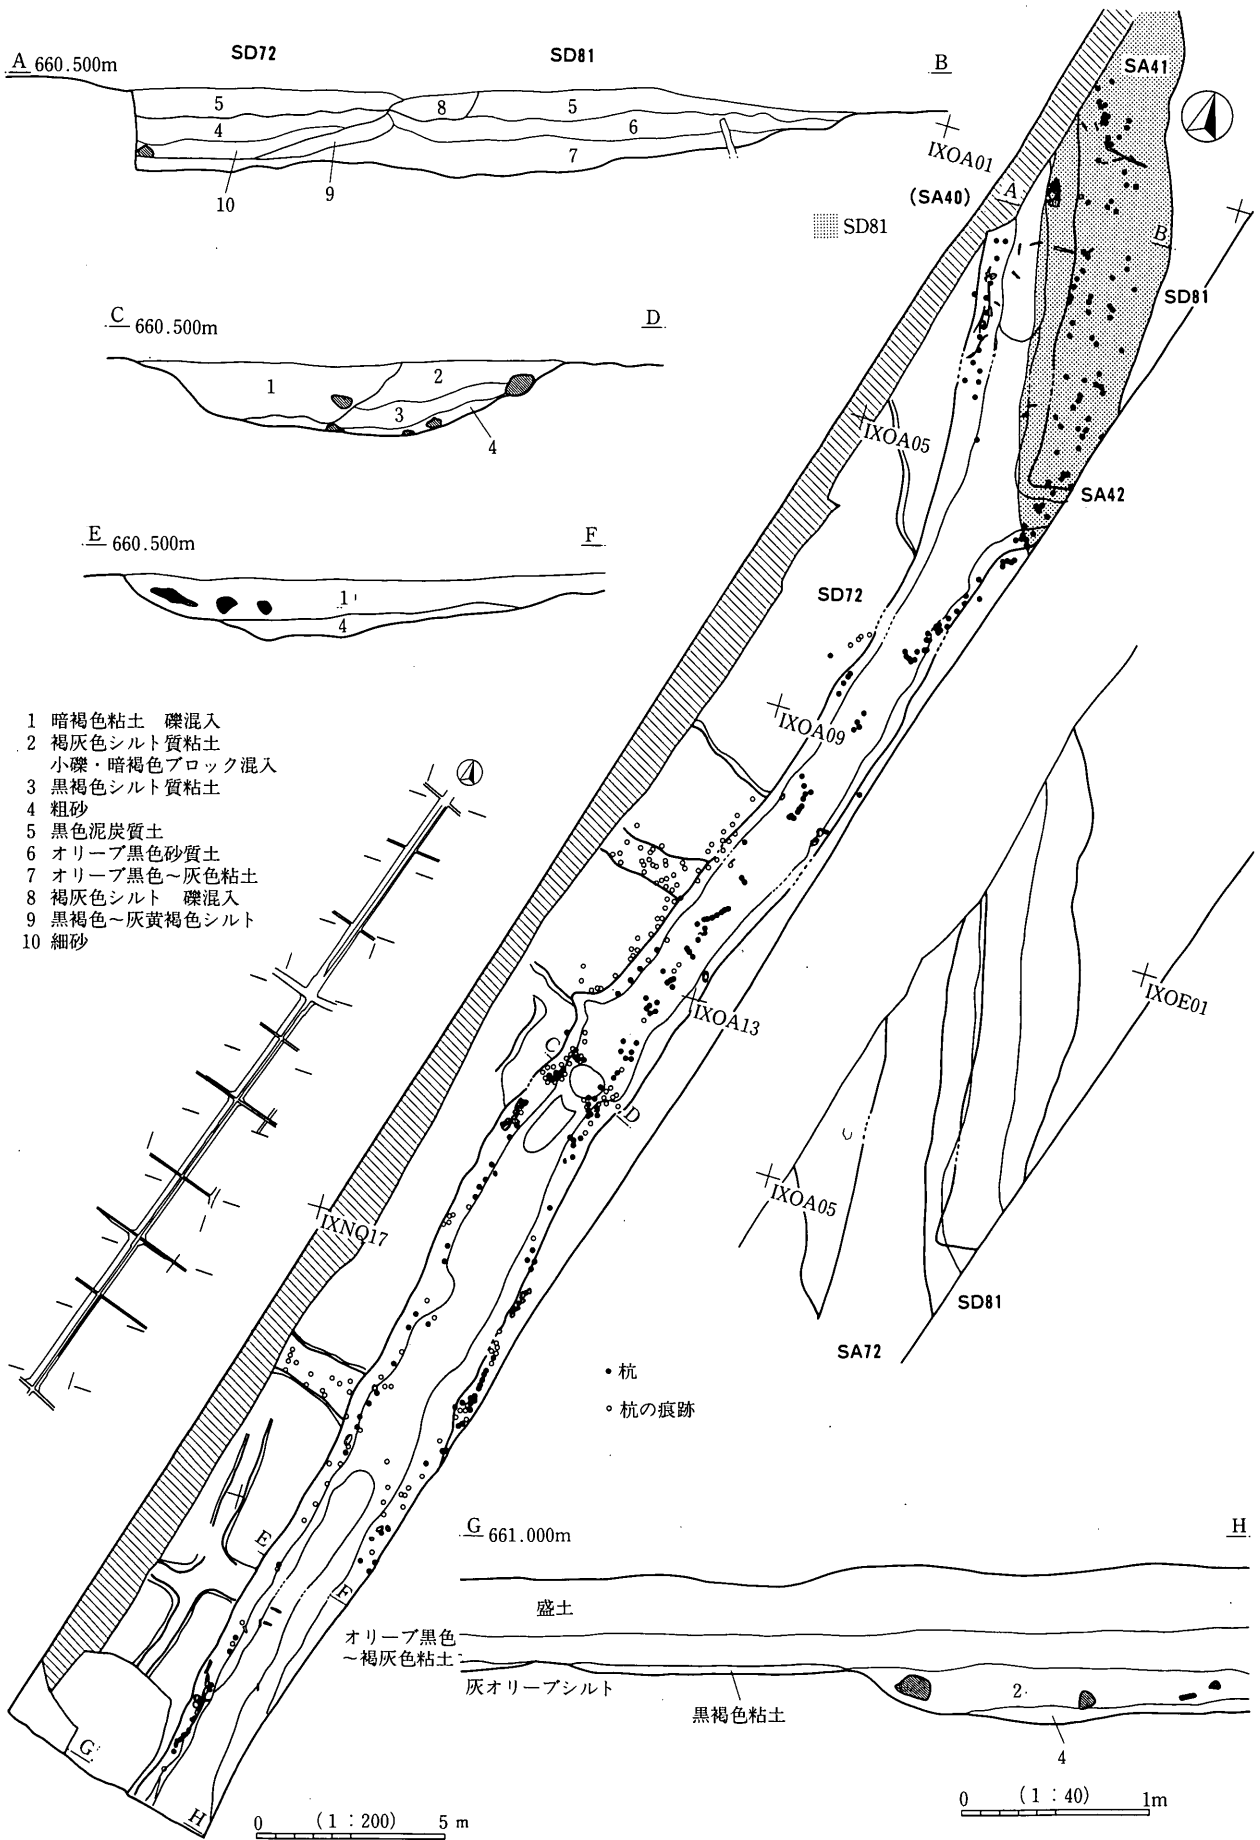 SD72
SD81
A 660.500m
B
5
8
5
4
6
7
10
9
SA41
IXOA01
(SA40)
A
SD81
B
SD81
C 660.500m
D
1
2
3
4
IXOA05
SA42
E 660.500m
F
1
4
SD72
IXOA09
1 暗褐色粘土 礫混入
2 褐灰色シルト質粘土
小礫・暗褐色ブロック混入
3 黒褐色シルト質粘土
4 粗砂
5 黒色泥炭質土
6 オリーブ黒色砂質土
7 オリーブ黒色~灰色粘土
8 褐灰色シルト 礫混入
9 黒褐色~灰黄褐色シルト
10 細砂
IXOA13
IXOE01
C
D
IXOA05
IXNQ17
SD81
SA72
• 杭
◦ 杭の痕跡
E
F
G 661.000m
H
盛土
オリーブ黒色
~褐灰色粘土
灰オリーブシルト
2
黒褐色粘土
4
G
H
0 (1:200) 5m
0 (1:40) 1m